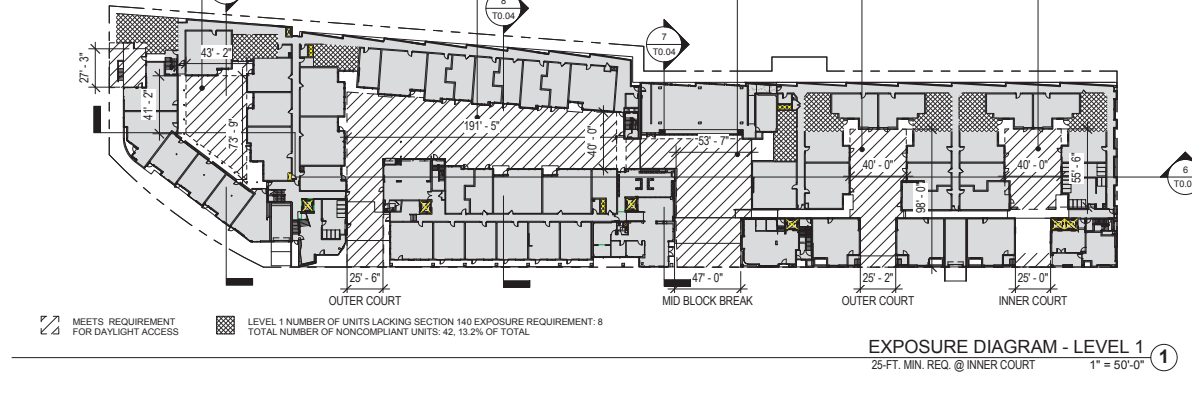 8
T0.04
7
T0.04
43' - 2"
27' - 3"
41' - 2"
73' - 9"
191' - 5"
40' - 0"
53' - 7"
40' - 0"
40' - 0"
55' - 6"
98' - 0"
6
T0.0
25' - 6"
47' - 0"
25' - 2"
25' - 0"
OUTER COURT
MID BLOCK BREAK
OUTER COURT
INNER COURT
MEETS REQUIREMENT
FOR DAYLIGHT ACCESS
LEVEL 1 NUMBER OF UNITS LACKING SECTION 140 EXPOSURE REQUIREMENT: 8
TOTAL NUMBER OF NONCOMPLIANT UNITS: 42, 13.2% OF TOTAL
EXPOSURE DIAGRAM - LEVEL 1
1
25-FT. MIN. REQ. @ INNER COURT
1" = 50'-0"